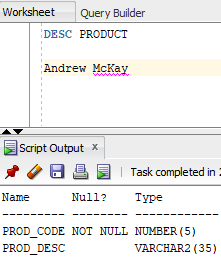 Worksheet Query Builder
DESC PRODUCT
Andrew McKay
Script Output x
Task completed in 2
Name Null? Type
--------- -------- ------------
PROD_CODE NOT NULL NUMBER(5)
PROD_DESC VARCHAR2(35)